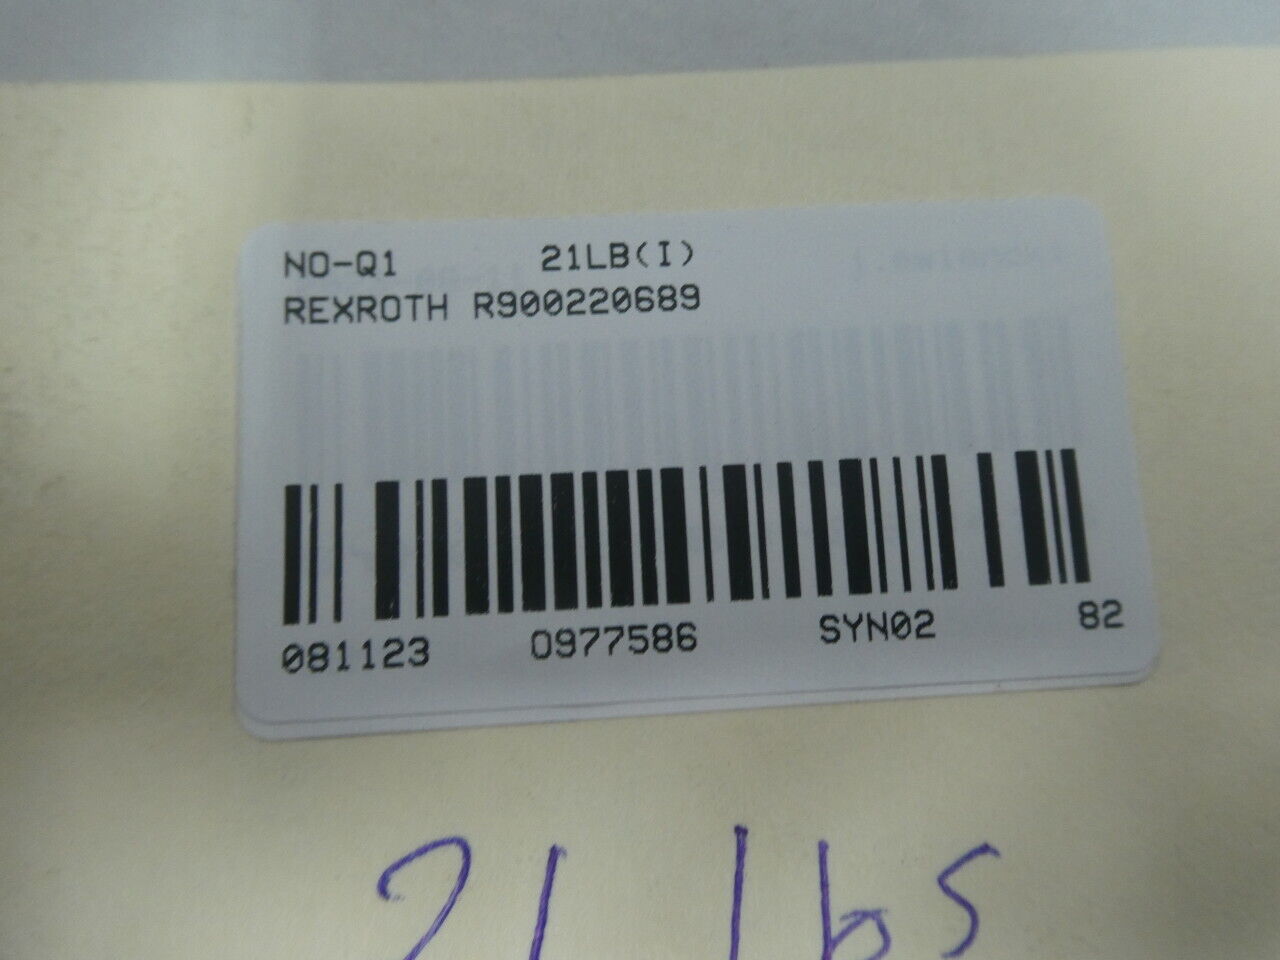 NO-Q1 21LB(I)
REXROTH R900220689
081123 0977586 SYN02 82
21 lbs